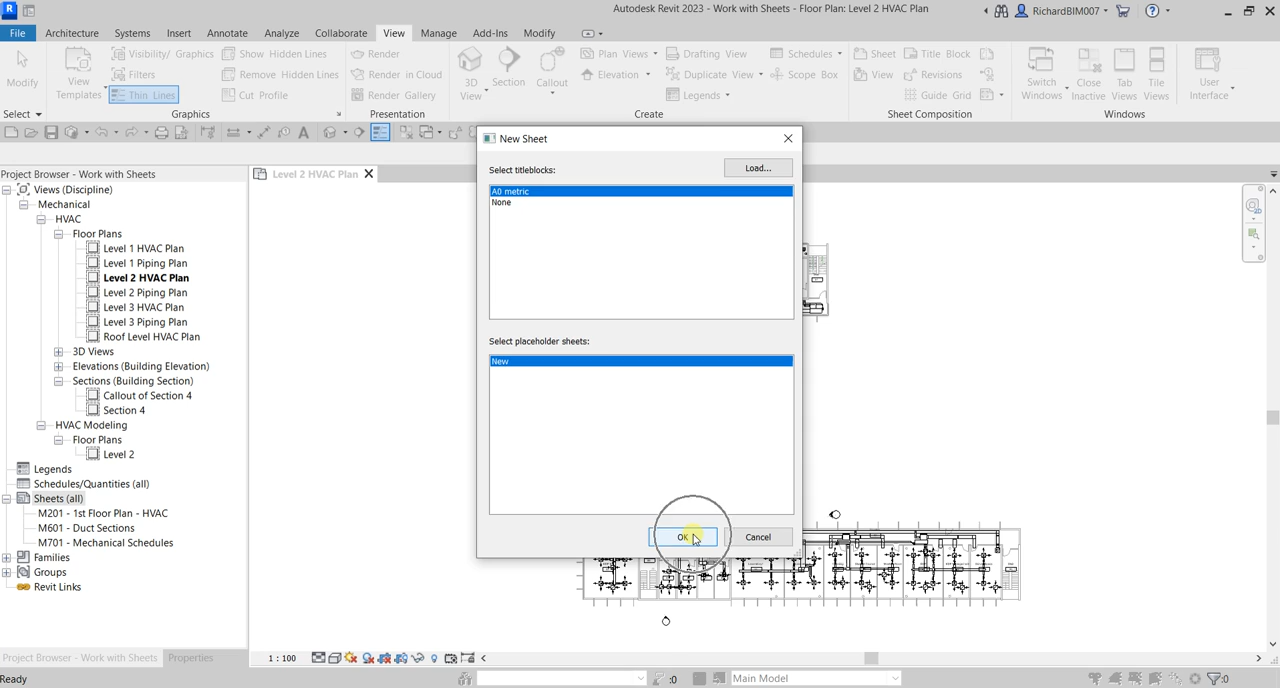 Autodesk Revit 2023 - Work with Sheets - Floor Plan: Level 2 HVAC Plan
RichardBIM007
File Architecture Systems Insert Annotate Analyze Collaborate View Manage Add-Ins Modify
Modify
View Templates
Visibility/ Graphics
Filters
Thin Lines
Show Hidden Lines
Remove Hidden Lines
Cut Profile
Render
Render in Cloud
Render Gallery
3D View
Section
Callout
Plan Views
Elevation
Drafting View
Duplicate View
Legends
Schedules
Scope Box
Sheet
View
Title Block
Revisions
Guide Grid
Switch Windows
Close Inactive
Tab Views
Tile Views
User Interface
Select Graphics Presentation Create Sheet Composition Windows
Project Browser - Work with Sheets
Views (Discipline)
Mechanical
HVAC
Floor Plans
Level 1 HVAC Plan
Level 1 Piping Plan
Level 2 HVAC Plan
Level 2 Piping Plan
Level 3 HVAC Plan
Level 3 Piping Plan
Roof Level HVAC Plan
3D Views
Elevations (Building Elevation)
Sections (Building Section)
Callout of Section 4
Section 4
HVAC Modeling
Floor Plans
Level 2
Legends
Schedules/Quantities (all)
Sheets (all)
M201 - 1st Floor Plan - HVAC
M601 - Duct Sections
M701 - Mechanical Schedules
Families
Groups
Revit Links
Project Browser - Work with Sheets Properties
Level 2 HVAC Plan
New Sheet
Select titleblocks:
Load...
A0 metric
None
Select placeholder sheets:
New
OK Cancel
1 : 100
Ready
:0
Main Model
:0